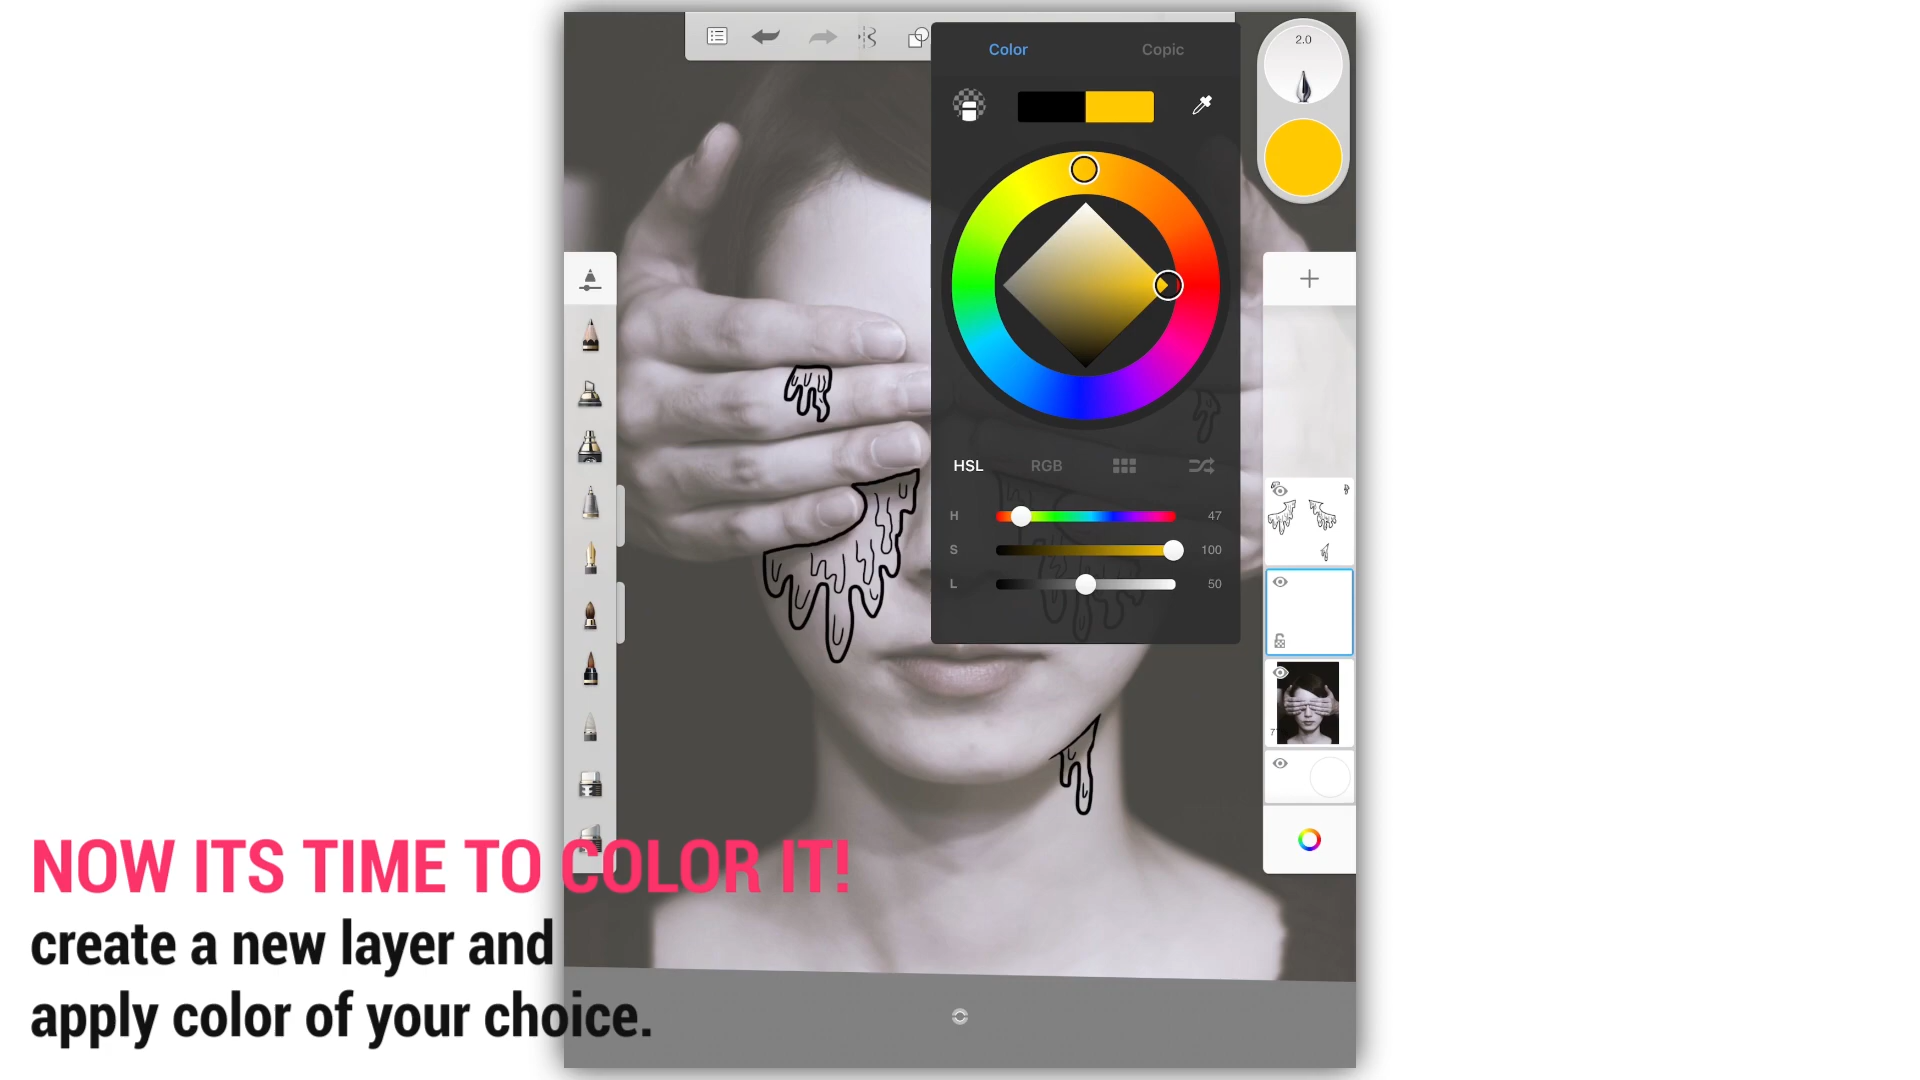 Color
Copic
2.0
HSL
RGB
H
47
S
100
L
50
7
NOW ITS TIME TO COLOR IT!
create a new layer and
apply color of your choice.